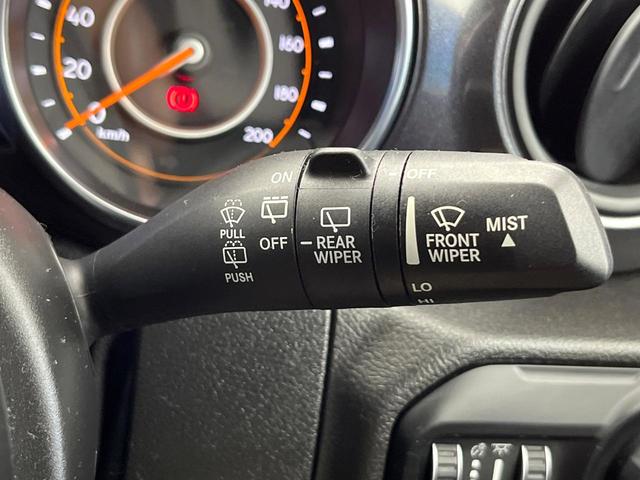 40
20
0
km/h
140
160
180
200
ON
PULL
OFF
PUSH
REAR
WIPER
OFF
FRONT
WIPER
MIST
LO
HI